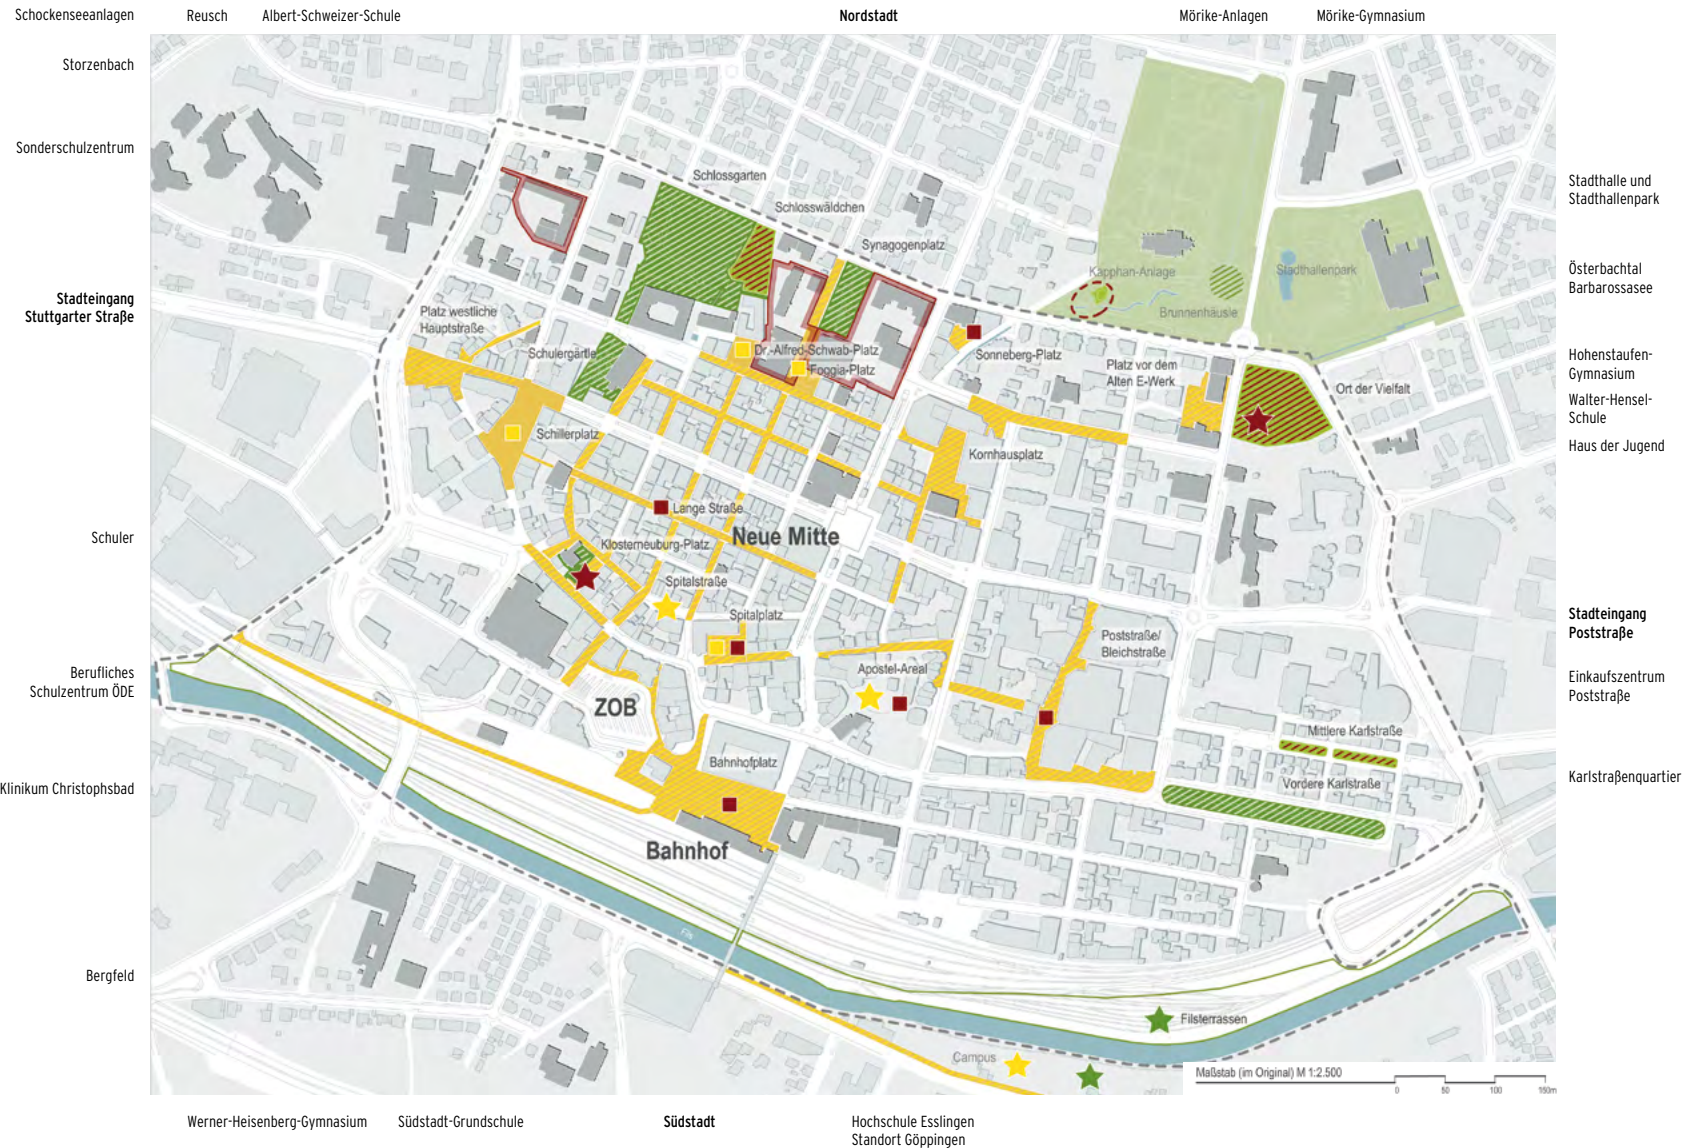 Schockenseeanlagen
Reusch
Albert-Schweizer-Schule
Nordstadt
Mörike-Anlagen
Mörike-Gymnasium
Storzenbach
Sonderschulzentrum
Stadteingang
Stuttgarter Straße
Schuler
Berufliches
Schulzentrum ÖDE
Klinikum Christophsbad
Bergfeld
Schlossgarten
Schlosswäldchen
Synagogenplatz
Kapphan-Anlage
Stadthallenpark
Brunnenhäusle
Platz westliche
Hauptstraße
Schulergärtle
Dr.-Alfred-Schwab-Platz
Foggia-Platz
Sonneberg-Platz
Platz vor dem
Alten E-Werk
Ort der Vielfalt
Schillerplatz
Kornhausplatz
Lange Straße
Neue Mitte
Klosterneuburg-Platz
Spitalstraße
Spitalplatz
Poststraße/
Bleichstraße
Apostel-Areal
ZOB
Mittlere Karlstraße
Bahnhofplatz
Vordere Karlstraße
Bahnhof
Fils
Filsterrassen
Campus
Maßstab (im Original) M 1:2.500
0 50 100 150m
Stadthalle und
Stadthallenpark
Österbachtal
Barbarossasee
Hohenstaufen-
Gymnasium
Walter-Hensel-
Schule
Haus der Jugend
Stadteingang
Poststraße
Einkaufszentrum
Poststraße
Karlstraßenquartier
Werner-Heisenberg-Gymnasium
Südstadt-Grundschule
Südstadt
Hochschule Esslingen
Standort Göppingen